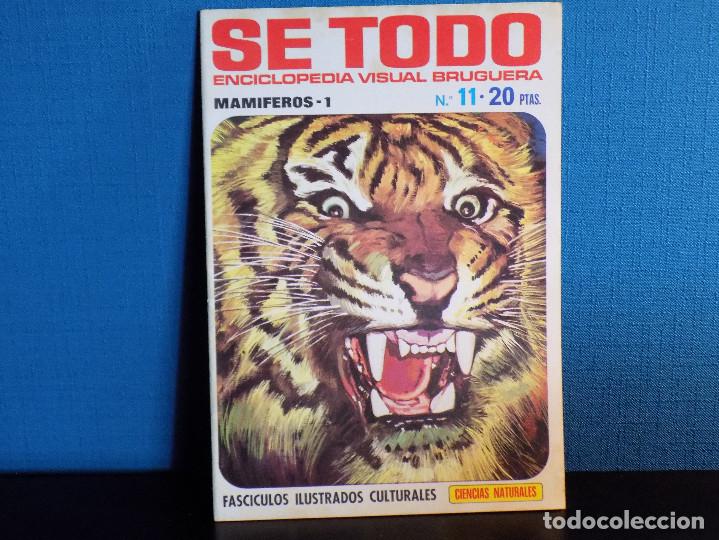 SE TODO
ENCICLOPEDIA VISUAL BRUGUERA
MAMIFEROS-1 N.° 11·20 PTAS.
FASCICULOS ILUSTRADOS CULTURALES CIENCIAS NATURALES
todocoleccion